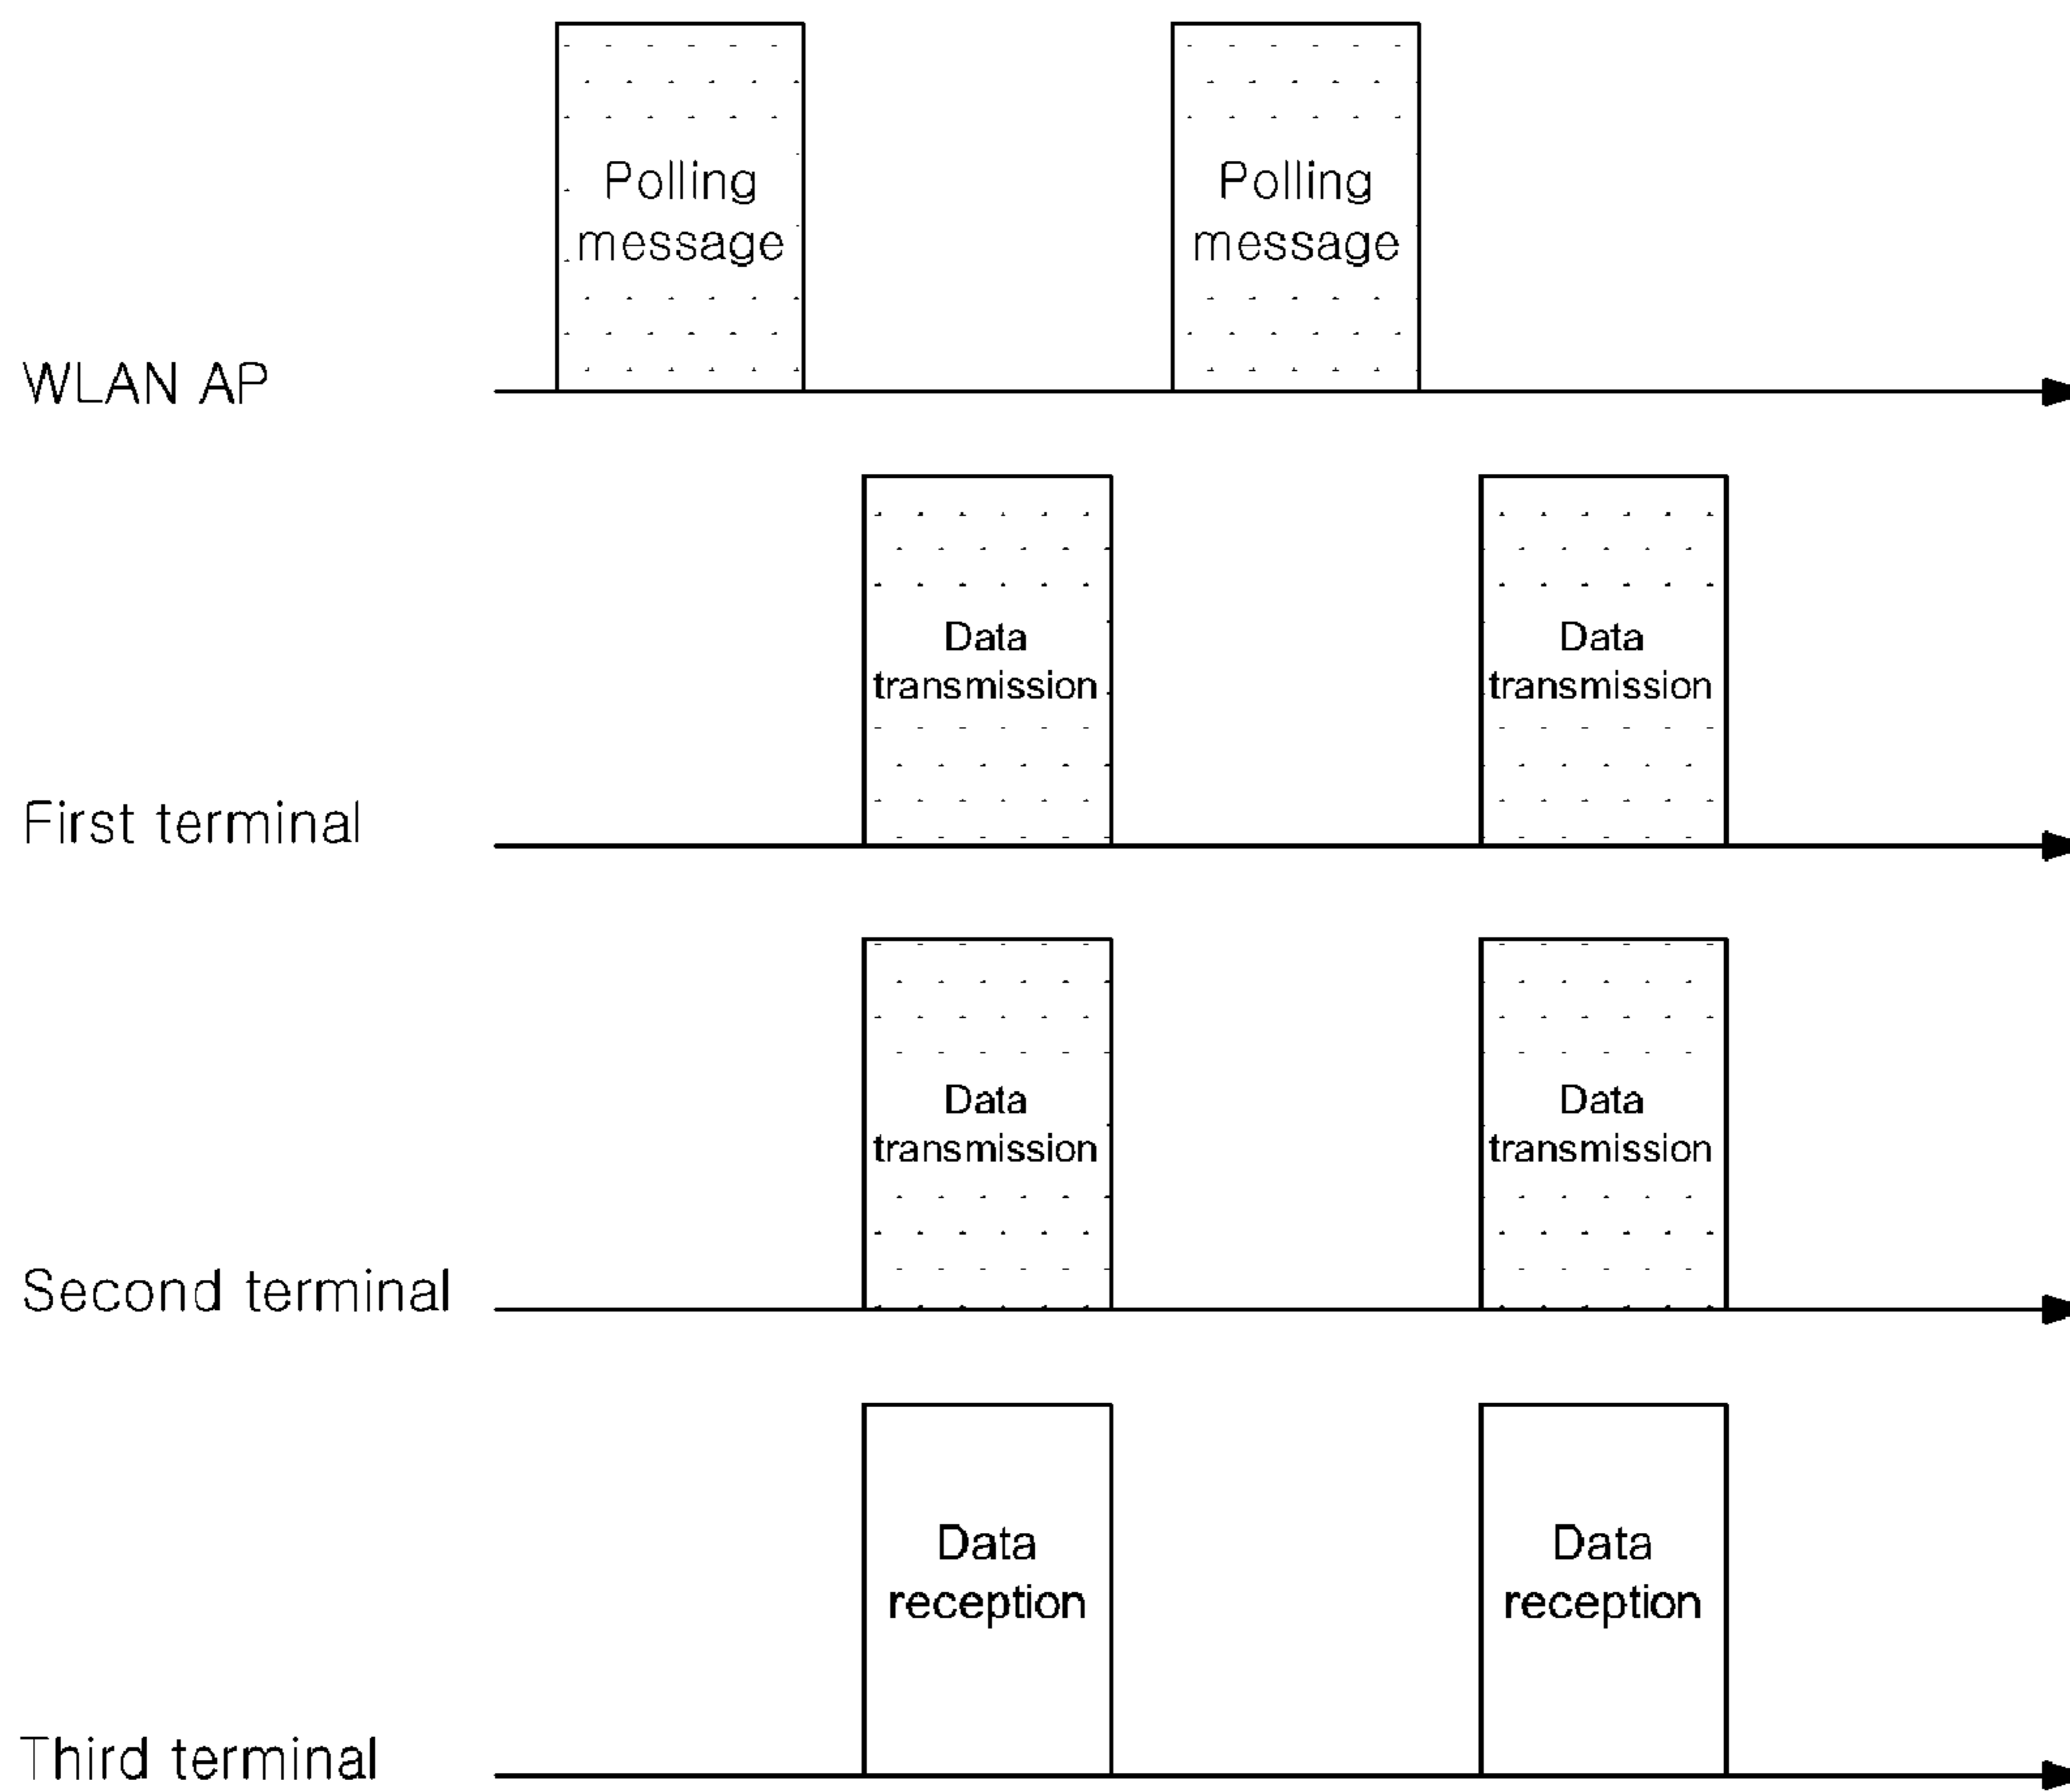 Polling
message
Polling
message
WLAN AP
Data
transmission
Data
transmission
First terminal
Data
transmission
Data
transmission
Second terminal
Data
reception
Data
reception
Third terminal